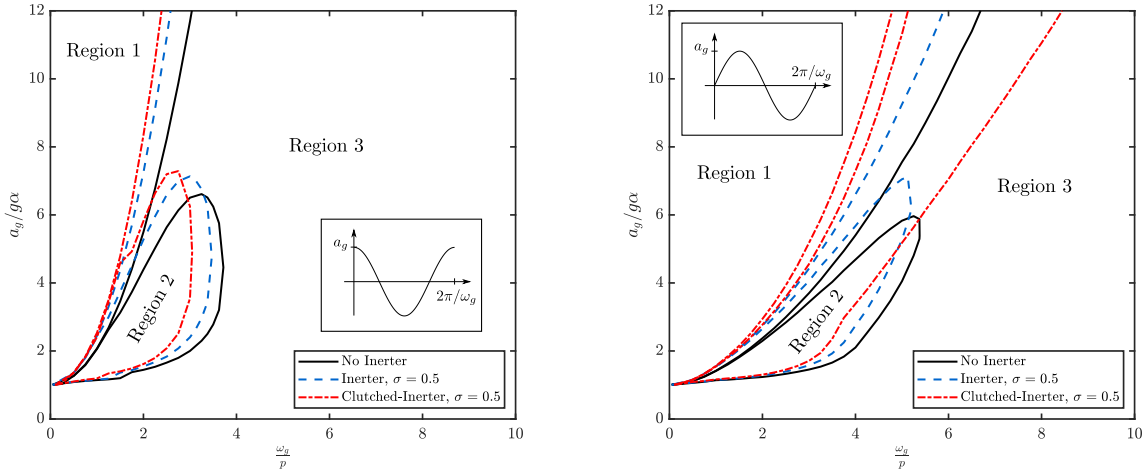 12
10
8
6
4
2
0
a_g/gα
Region 1
Region 2
Region 3
a_g
2π/ω_g
No Inerter
Inerter, σ = 0.5
Clutched-Inerter, σ = 0.5
0 2 4 6 8 10
ω_g/p
12
10
8
6
4
2
0
a_g/gα
a_g
2π/ω_g
Region 1
Region 3
Region 2
No Inerter
Inerter, σ = 0.5
Clutched-Inerter, σ = 0.5
0 2 4 6 8 10
ω_g/p